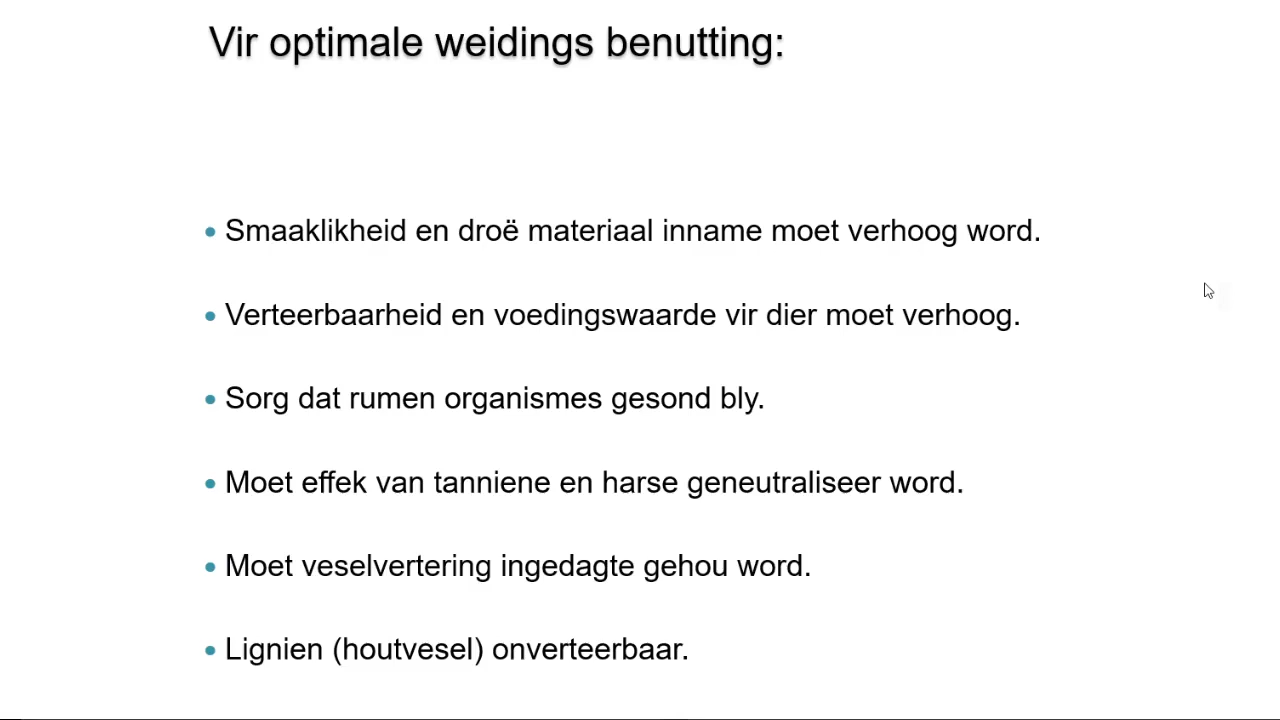 Vir optimale weidings benutting:
• Smaaklikheid en droë materiaal inname moet verhoog word.
• Verteerbaarheid en voedingswaarde vir dier moet verhoog.
• Sorg dat rumen organismes gesond bly.
• Moet effek van tanniene en harse geneutraliseer word.
• Moet veselvertering ingedagte gehou word.
• Lignien (houtvesel) onverteerbaar.